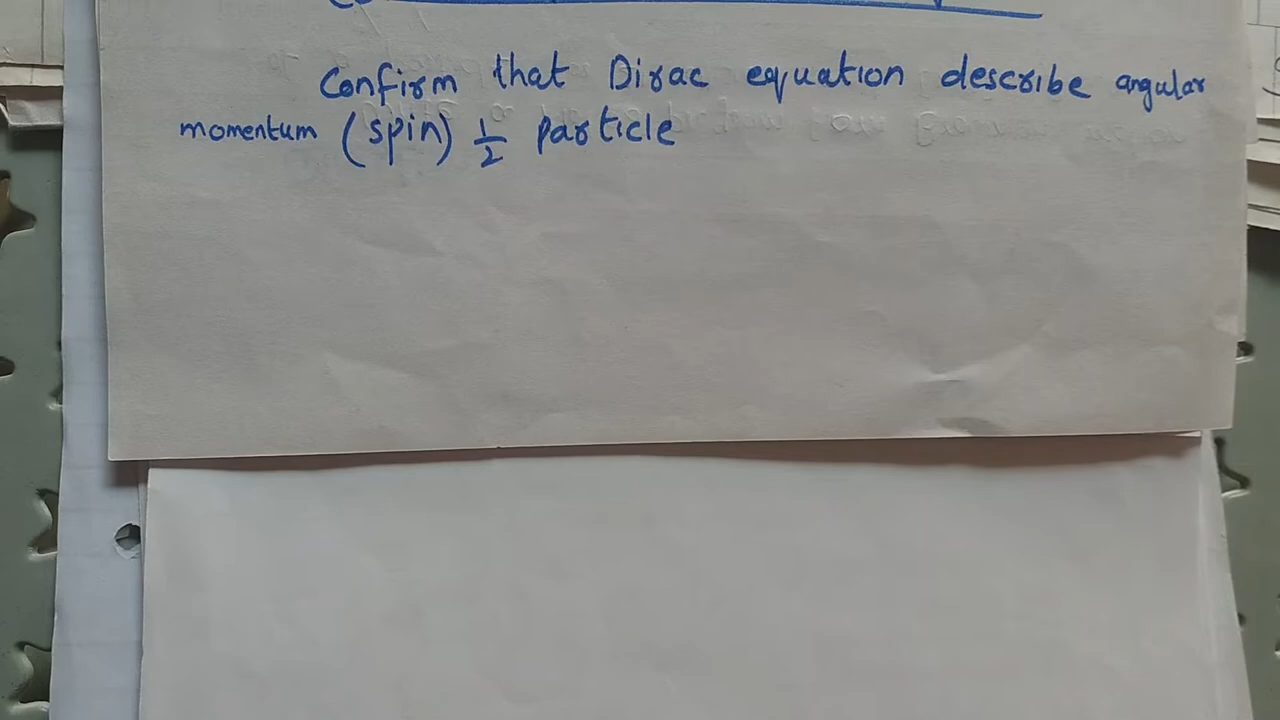 Confirm that Dirac equation describe angular
momentum (spin) 1/2 particle